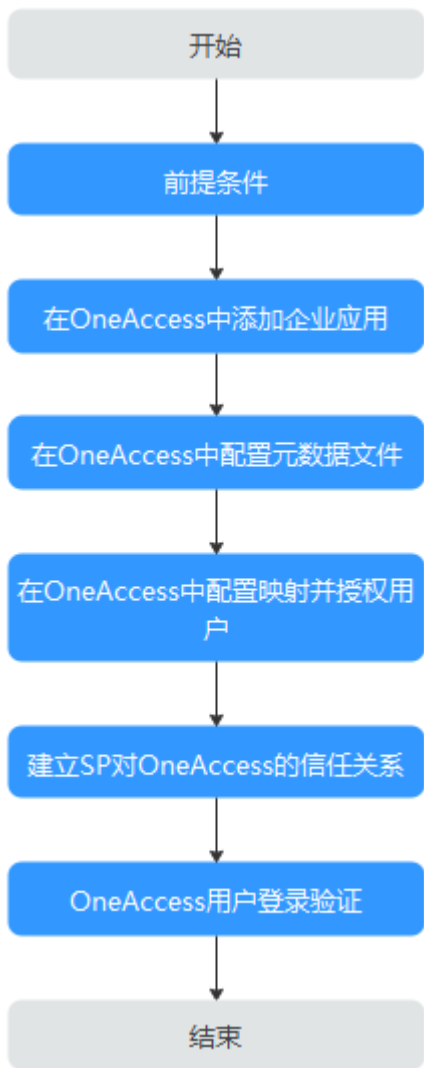 开始
前提条件
在OneAccess中添加企业应用
在OneAccess中配置元数据文件
在OneAccess中配置映射并授权用
户
建立SP对OneAccess的信任关系
OneAccess用户登录验证
结束